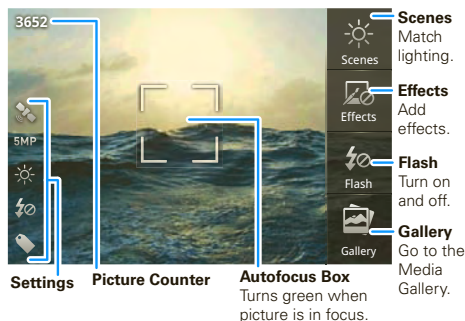 3652
5MP
Scenes
Effects
Flash
Gallery
Scenes
Match
lighting.
Effects
Add
effects.
Flash
Turn on
and off.
Gallery
Go to the
Media
Gallery.
Settings
Picture Counter
Autofocus Box
Turns green when
picture is in focus.